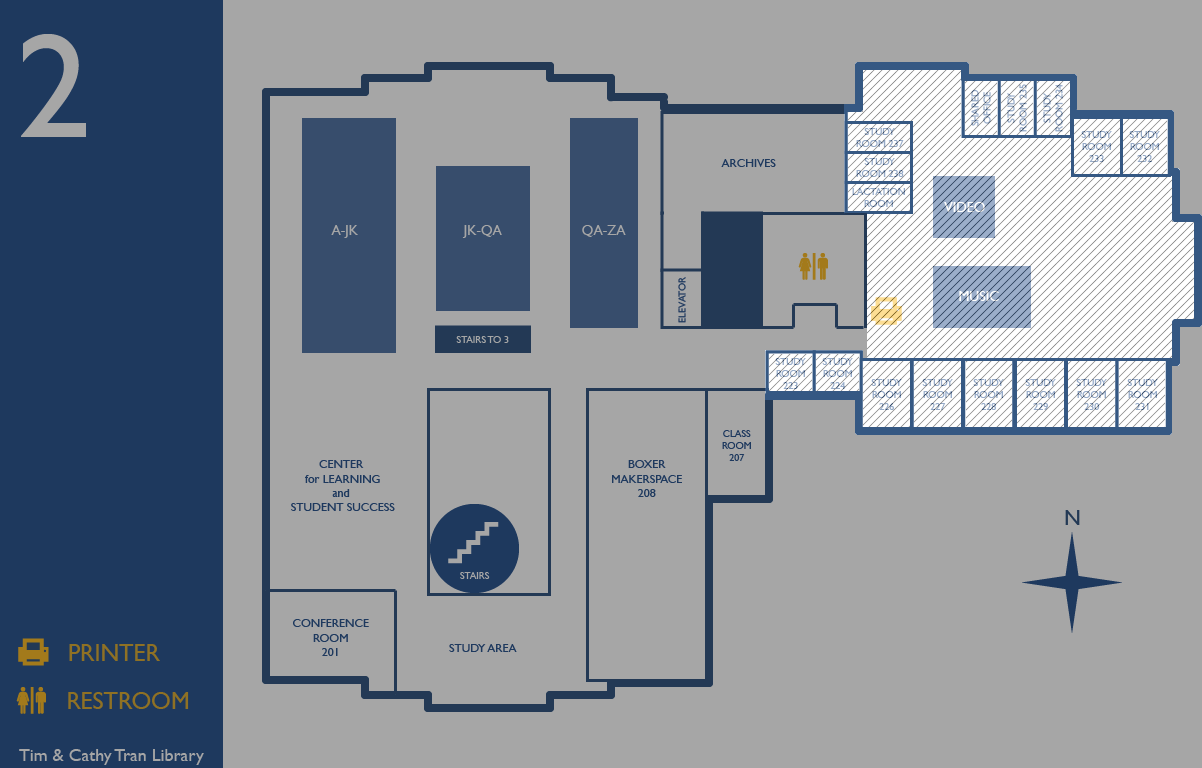 2
PRINTER
RESTROOM
Tim & Cathy Tran Library
A-JK
JK-QA
QA-ZA
STAIRS TO 3
ARCHIVES
ELEVATOR
STUDY
ROOM 237
STUDY
ROOM 238
LACTATION
ROOM
SHARED
OFFICE
STUDY
ROOM 235
STUDY
ROOM 234
STUDY
ROOM
233
STUDY
ROOM
232
VIDEO
MUSIC
STUDY
ROOM
223
STUDY
ROOM
224
STUDY
ROOM
226
STUDY
ROOM
227
STUDY
ROOM
228
STUDY
ROOM
229
STUDY
ROOM
230
STUDY
ROOM
231
CENTER
for LEARNING
and
STUDENT SUCCESS
STAIRS
BOXER
MAKERSPACE
208
CLASS
ROOM
207
CONFERENCE
ROOM
201
STUDY AREA
N